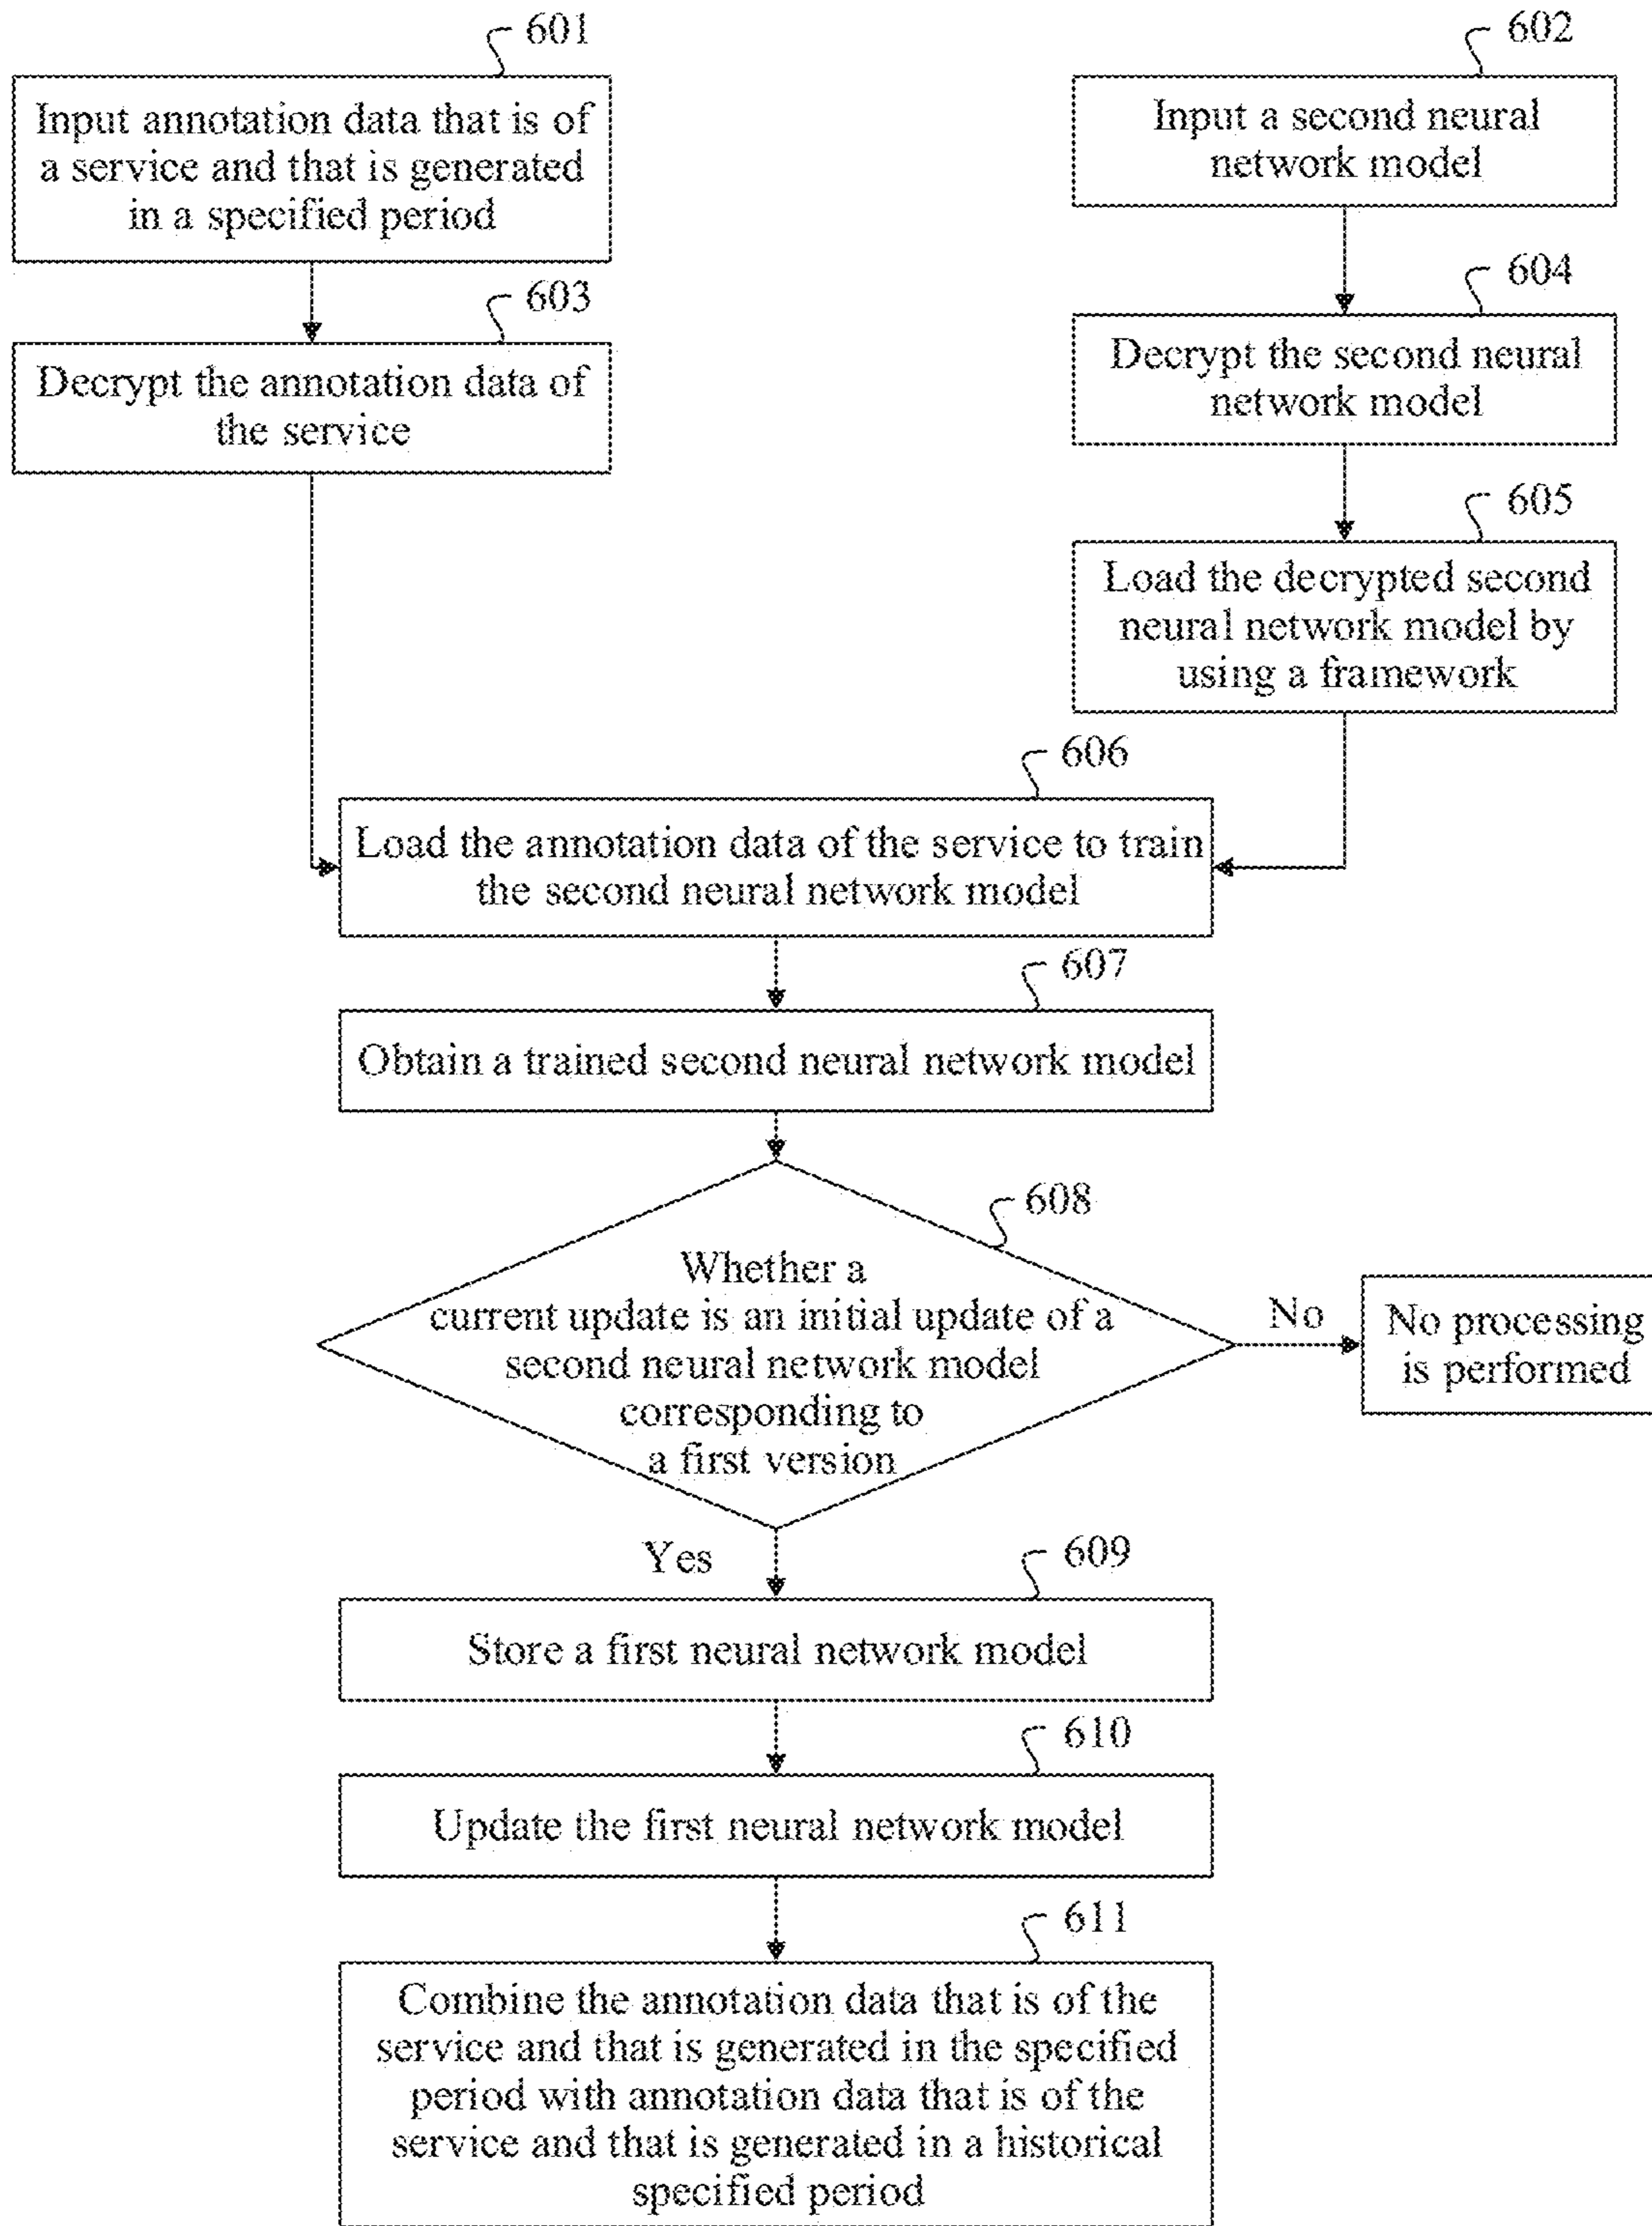 601
Input annotation data that is of
a service and that is generated
in a specified period
602
Input a second neural
network model
603
Decrypt the annotation data of
the service
604
Decrypt the second neural
network model
605
Load the decrypted second
neural network model by
using a framework
606
Load the annotation data of the service to train
the second neural network model
607
Obtain a trained second neural network model
608
Whether a
current update is an initial update of a
second neural network model
corresponding to
a first version
No
No processing
is performed
Yes
609
Store a first neural network model
610
Update the first neural network model
611
Combine the annotation data that is of the
service and that is generated in the specified
period with annotation data that is of the
service and that is generated in a historical
specified period